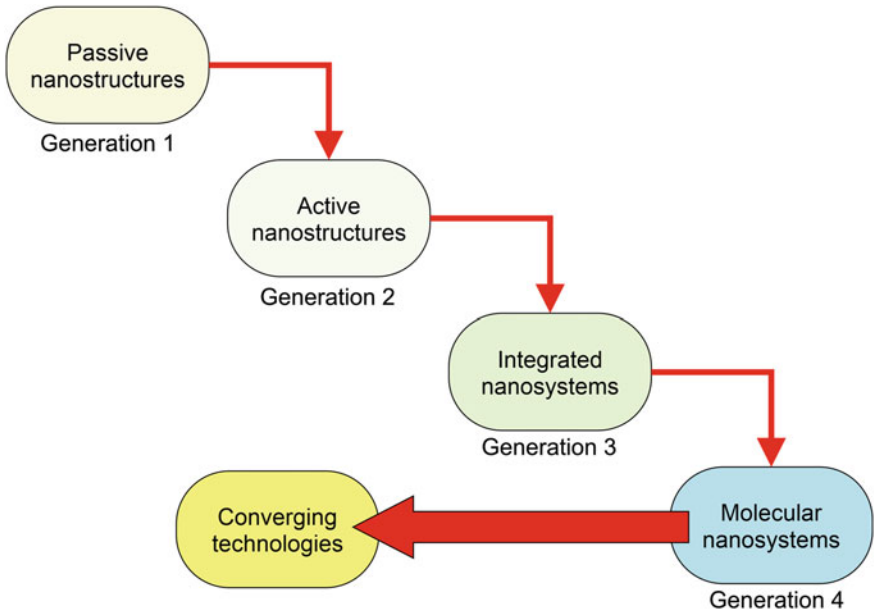 Passive
nanostructures
Generation 1
Active
nanostructures
Generation 2
Integrated
nanosystems
Generation 3
Converging
technologies
Molecular
nanosystems
Generation 4